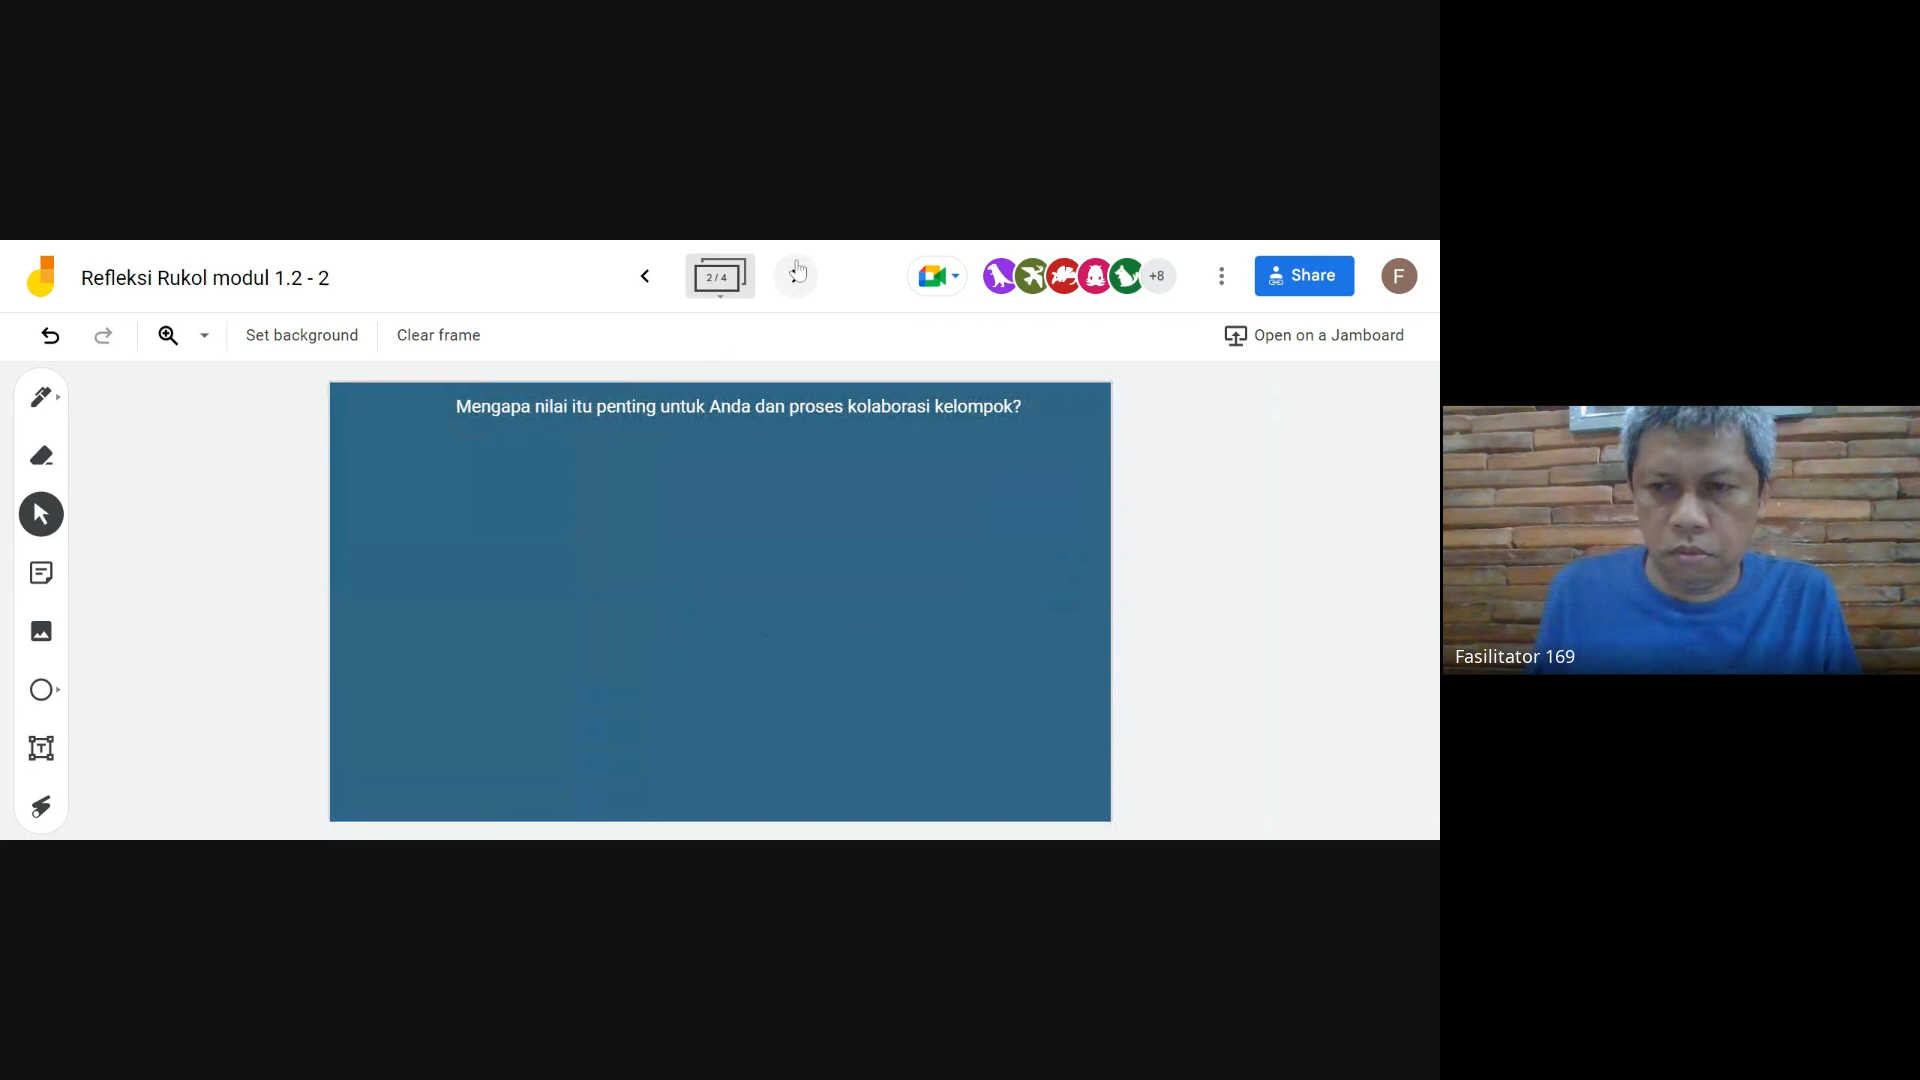 Refleksi Rukol modul 1.2 - 2
2 / 4
+8
Share
F
Set background
Clear frame
Open on a Jamboard
Mengapa nilai itu penting untuk Anda dan proses kolaborasi kelompok?
T
Fasilitator 169